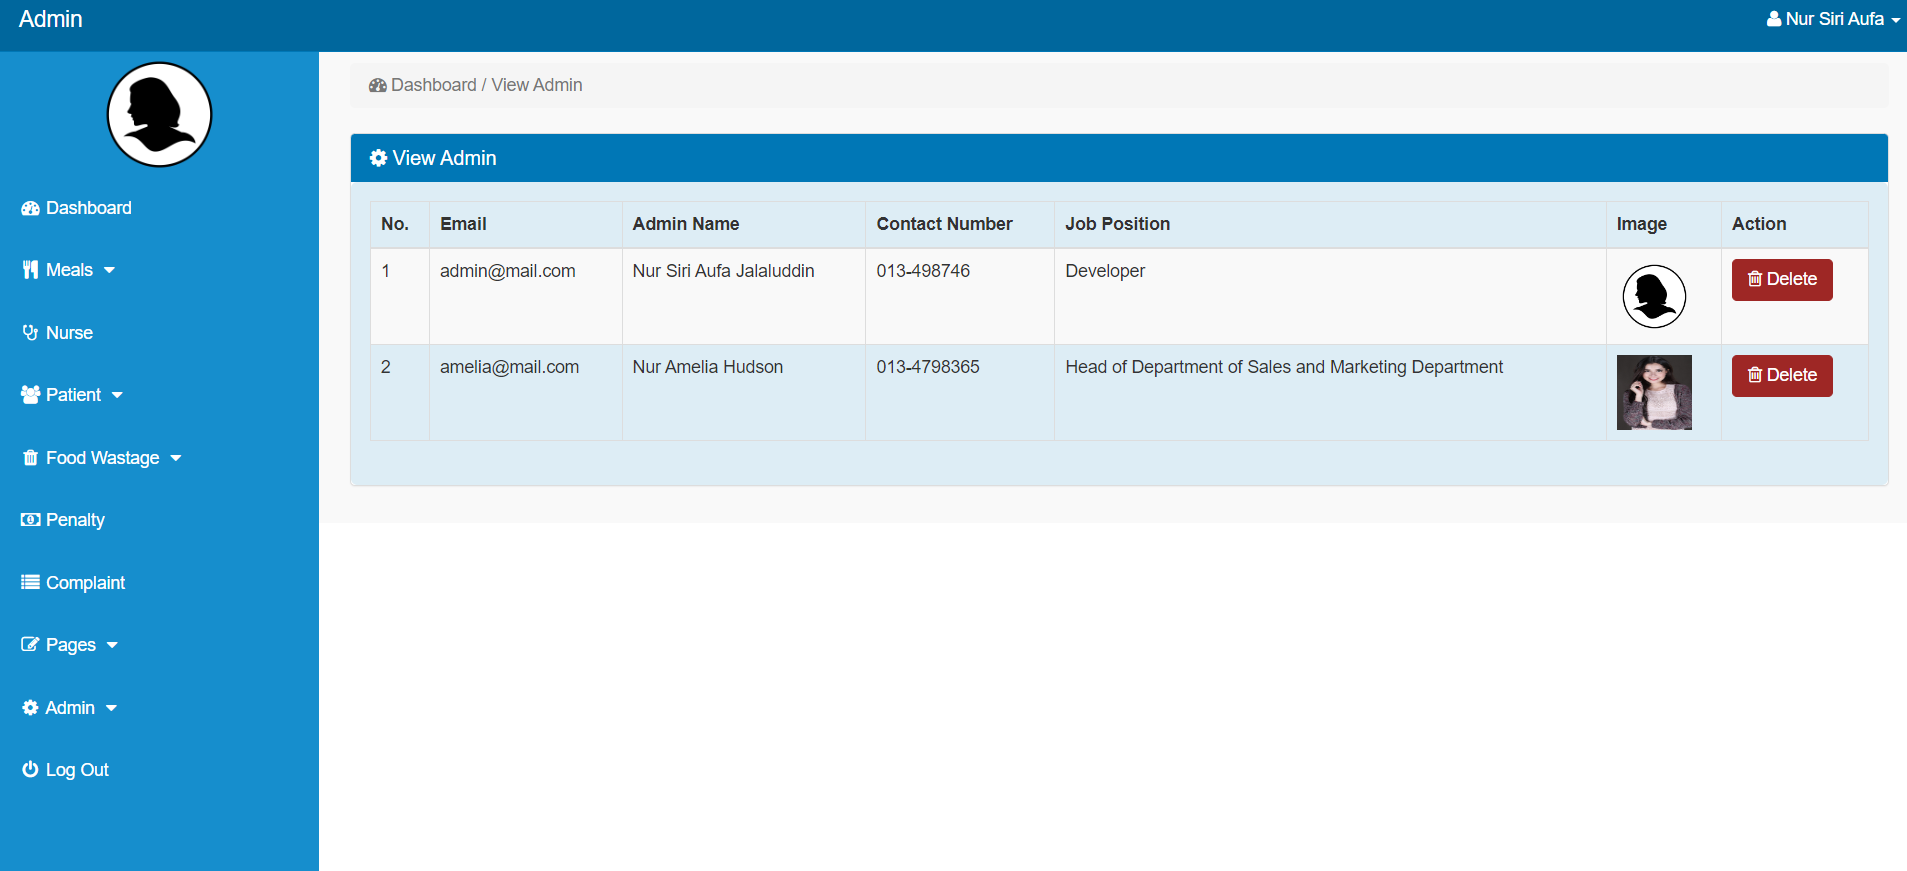 Admin
Nur Siri Aufa
Dashboard / View Admin
View Admin
No. Email Admin Name Contact Number Job Position Image Action
1 admin@mail.com Nur Siri Aufa Jalaluddin 013-498746 Developer Delete
2 amelia@mail.com Nur Amelia Hudson 013-4798365 Head of Department of Sales and Marketing Department Delete
Dashboard
Meals
Nurse
Patient
Food Wastage
Penalty
Complaint
Pages
Admin
Log Out